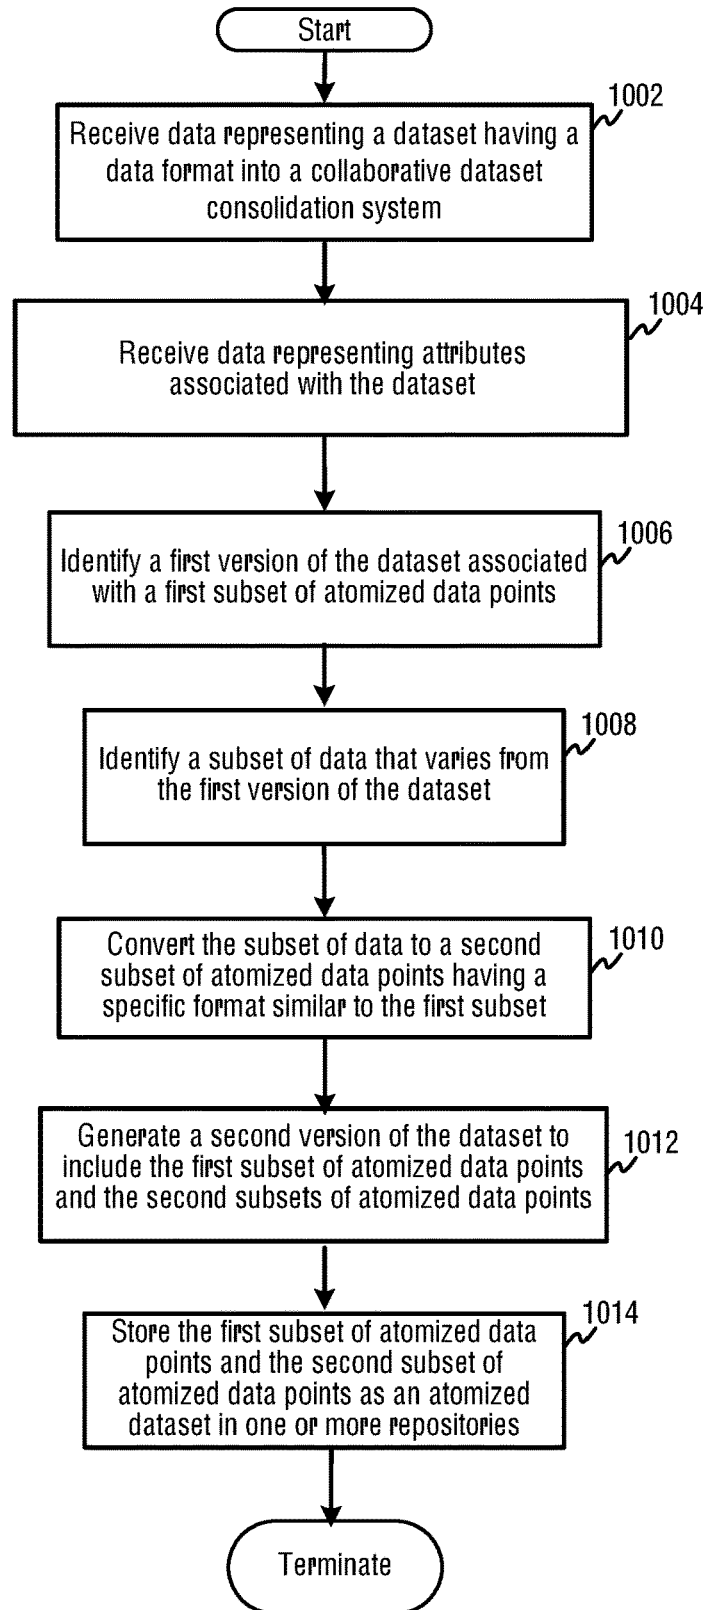 Start
1002
Receive data representing a dataset having a
data format into a collaborative dataset
consolidation system
1004
Receive data representing attributes
associated with the dataset
1006
Identify a first version of the dataset associated
with a first subset of atomized data points
1008
Identify a subset of data that varies from
the first version of the dataset
1010
Convert the subset of data to a second
subset of atomized data points having a
specific format similar to the first subset
1012
Generate a second version of the dataset to
include the first subset of atomized data points
and the second subsets of atomized data points
1014
Store the first subset of atomized data
points and the second subset of
atomized data points as an atomized
dataset in one or more repositories
Terminate